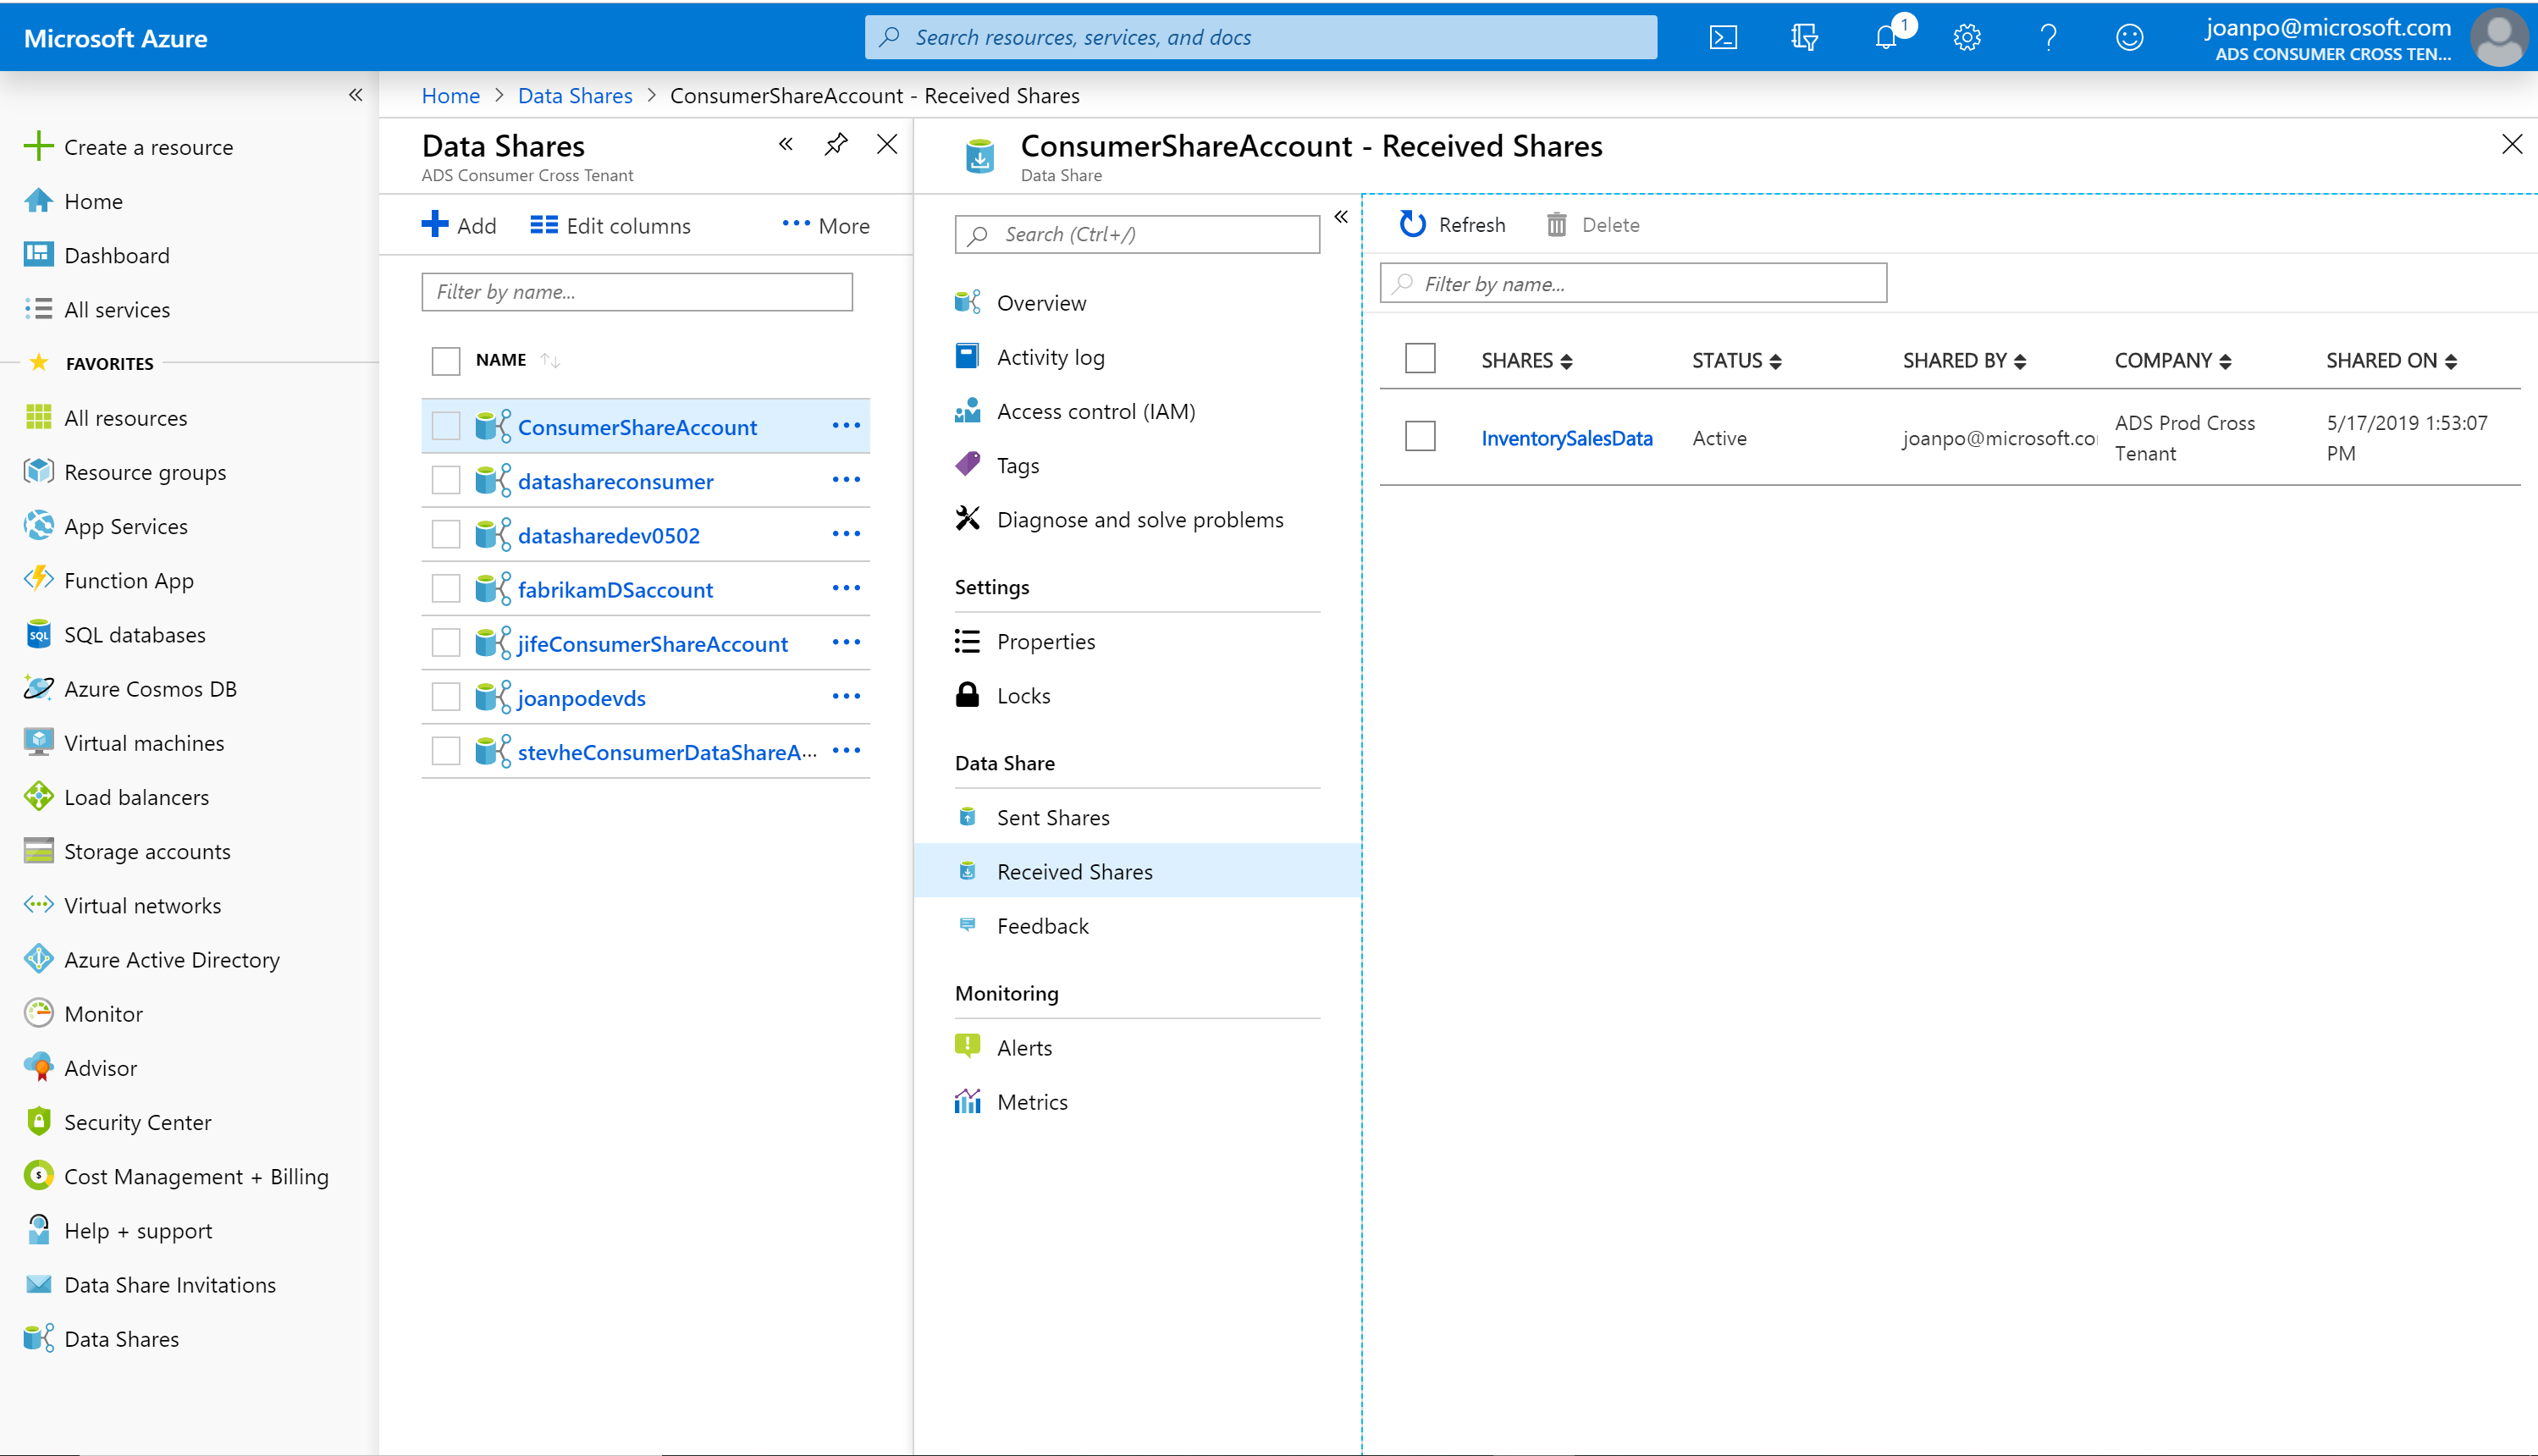 Microsoft Azure
Search resources, services, and docs
1
joanpo@microsoft.com
ADS CONSUMER CROSS TEN...
Create a resource
Home
Dashboard
All services
FAVORITES
All resources
Resource groups
App Services
Function App
SQL
SQL databases
Azure Cosmos DB
Virtual machines
Load balancers
Storage accounts
Virtual networks
Azure Active Directory
Monitor
Advisor
Security Center
Cost Management + Billing
Help + support
Data Share Invitations
Data Shares
Home > Data Shares > ConsumerShareAccount - Received Shares
Data Shares
ADS Consumer Cross Tenant
Add Edit columns More
Filter by name...
NAME
ConsumerShareAccount
datashareconsumer
datasharedev0502
fabrikamDSaccount
jifeConsumerShareAccount
joanpodevds
stevheConsumerDataShareA...
ConsumerShareAccount - Received Shares
Data Share
Search (Ctrl+/)
Overview
Activity log
Access control (IAM)
Tags
Diagnose and solve problems
Settings
Properties
Locks
Data Share
Sent Shares
Received Shares
Feedback
Monitoring
Alerts
Metrics
Refresh Delete
Filter by name...
SHARES STATUS SHARED BY COMPANY SHARED ON
InventorySalesData Active joanpo@microsoft.co ADS Prod Cross Tenant 5/17/2019 1:53:07 PM